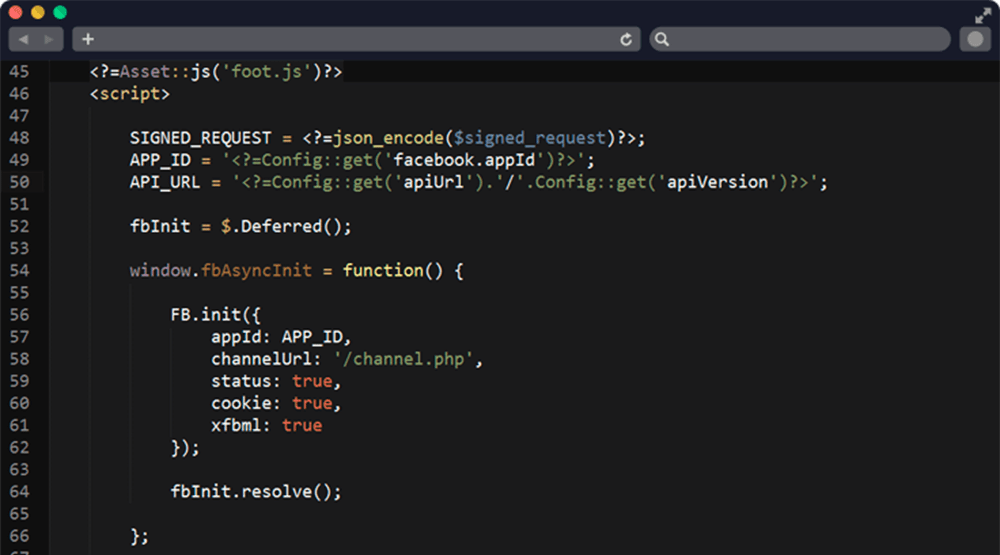 45 <?=Asset::js('foot.js')?>
46 <script>
47
48 SIGNED_REQUEST = <?=json_encode($signed_request)?>;
49 APP_ID = '<?=Config::get('facebook.appId')?>';
50 API_URL = '<?=Config::get('apiUrl').'/'.Config::get('apiVersion')?>';
51
52 fbInit = $.Deferred();
53
54 window.fbAsyncInit = function() {
55
56 FB.init({
57 appId: APP_ID,
58 channelUrl: '/channel.php',
59 status: true,
60 cookie: true,
61 xfbml: true
62 });
63
64 fbInit.resolve();
65
66 };